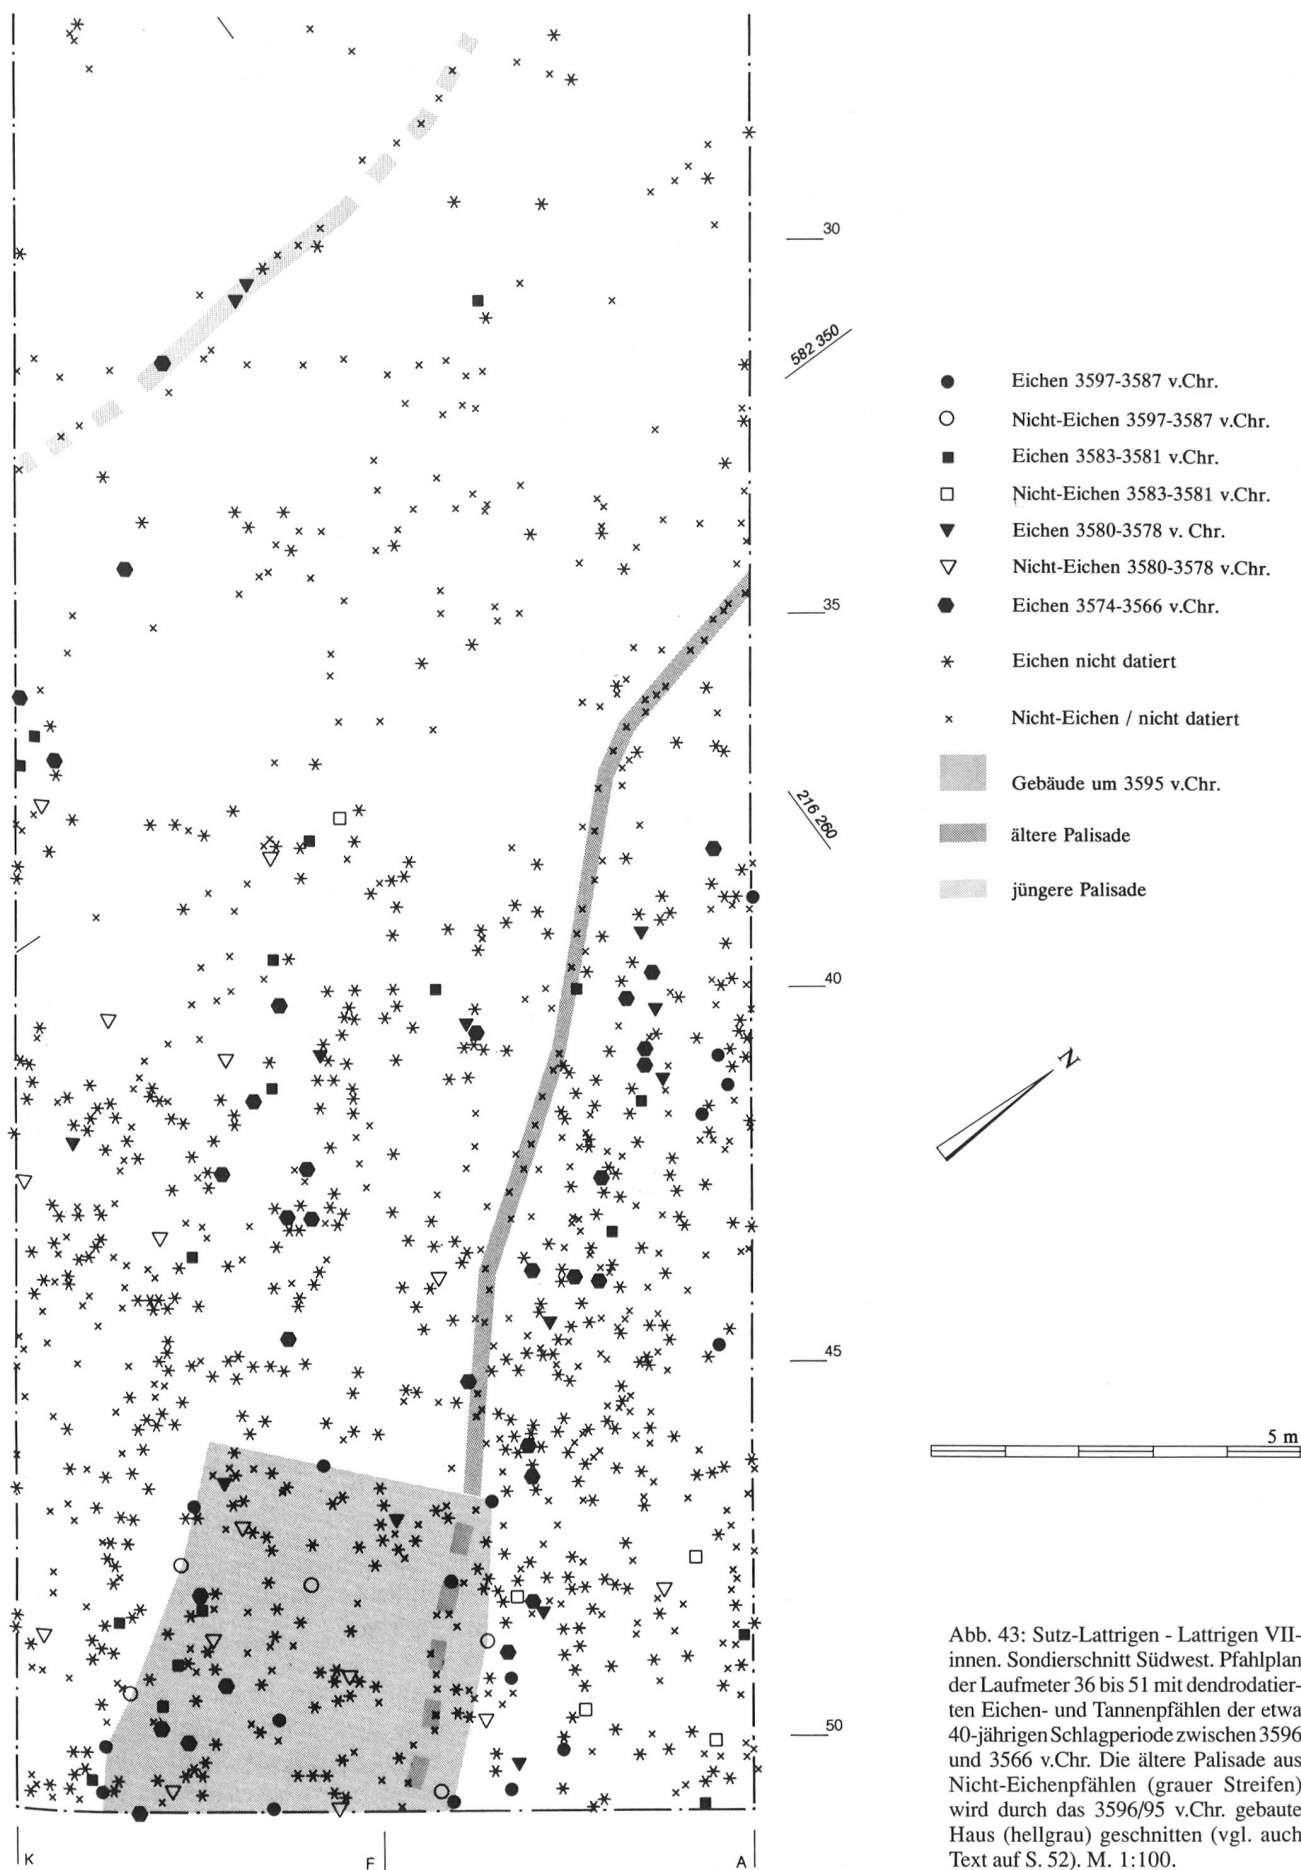 30
582 350
35
216 260
40
45
50
K
F
A
Eichen 3597-3587 v.Chr.
Nicht-Eichen 3597-3587 v.Chr.
Eichen 3583-3581 v.Chr.
Nicht-Eichen 3583-3581 v.Chr.
Eichen 3580-3578 v. Chr.
Nicht-Eichen 3580-3578 v.Chr.
Eichen 3574-3566 v.Chr.
Eichen nicht datiert
Nicht-Eichen / nicht datiert
Gebäude um 3595 v.Chr.
ältere Palisade
jüngere Palisade
N
5 m
Abb. 43: Sutz-Lattrigen - Lattrigen VII-
innen. Sondierschnitt Südwest. Pfahlplan
der Laufmeter 36 bis 51 mit dendrodatier-
ten Eichen- und Tannenpfählen der etwa
40-jährigen Schlagperiode zwischen 3596
und 3566 v.Chr. Die ältere Palisade aus
Nicht-Eichenpfählen (grauer Streifen)
wird durch das 3596/95 v.Chr. gebaute
Haus (hellgrau) geschnitten (vgl. auch
Text auf S. 52). M. 1:100.